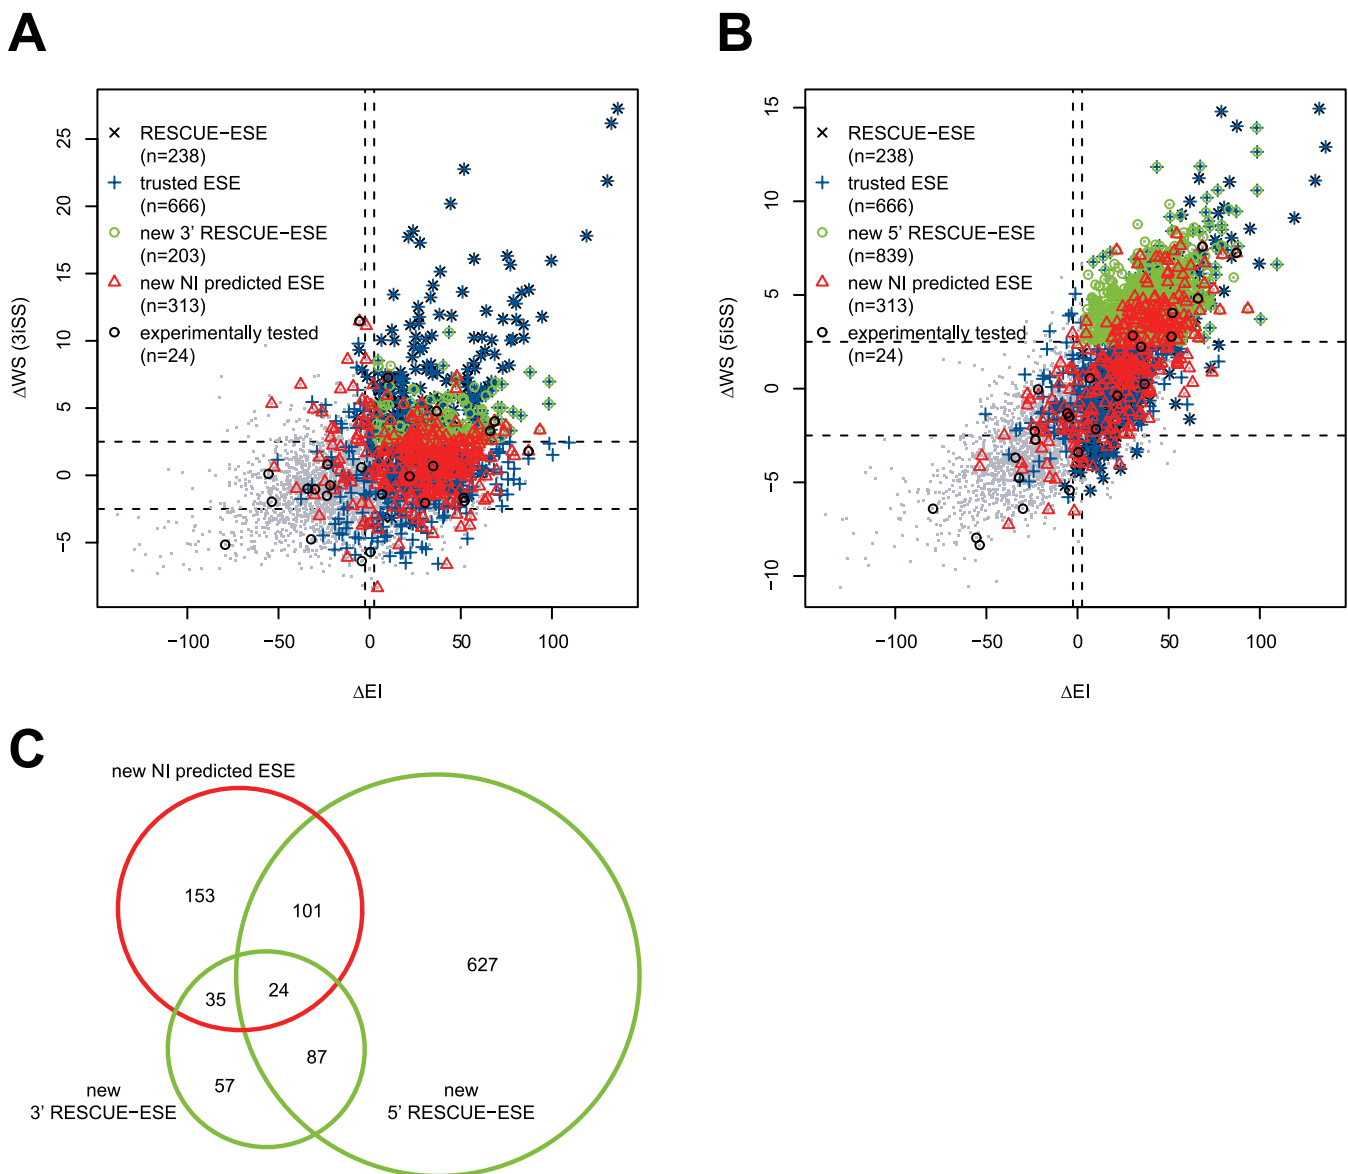 A
RESCUE−ESE
(n=238)
trusted ESE
(n=666)
new 3’ RESCUE−ESE
(n=203)
new NI predicted ESE
(n=313)
experimentally tested
(n=24)
25
20
15
10
5
0
−5
ΔWS (3íSS)
−100
−50
0
50
100
ΔEI
B
RESCUE−ESE
(n=238)
trusted ESE
(n=666)
new 5’ RESCUE−ESE
(n=839)
new NI predicted ESE
(n=313)
experimentally tested
(n=24)
15
10
5
0
−5
−10
ΔWS (5íSS)
−100
−50
0
50
100
ΔEI
C
new NI predicted ESE
153
101
627
35
24
87
57
new
3’ RESCUE−ESE
new
5’ RESCUE−ESE